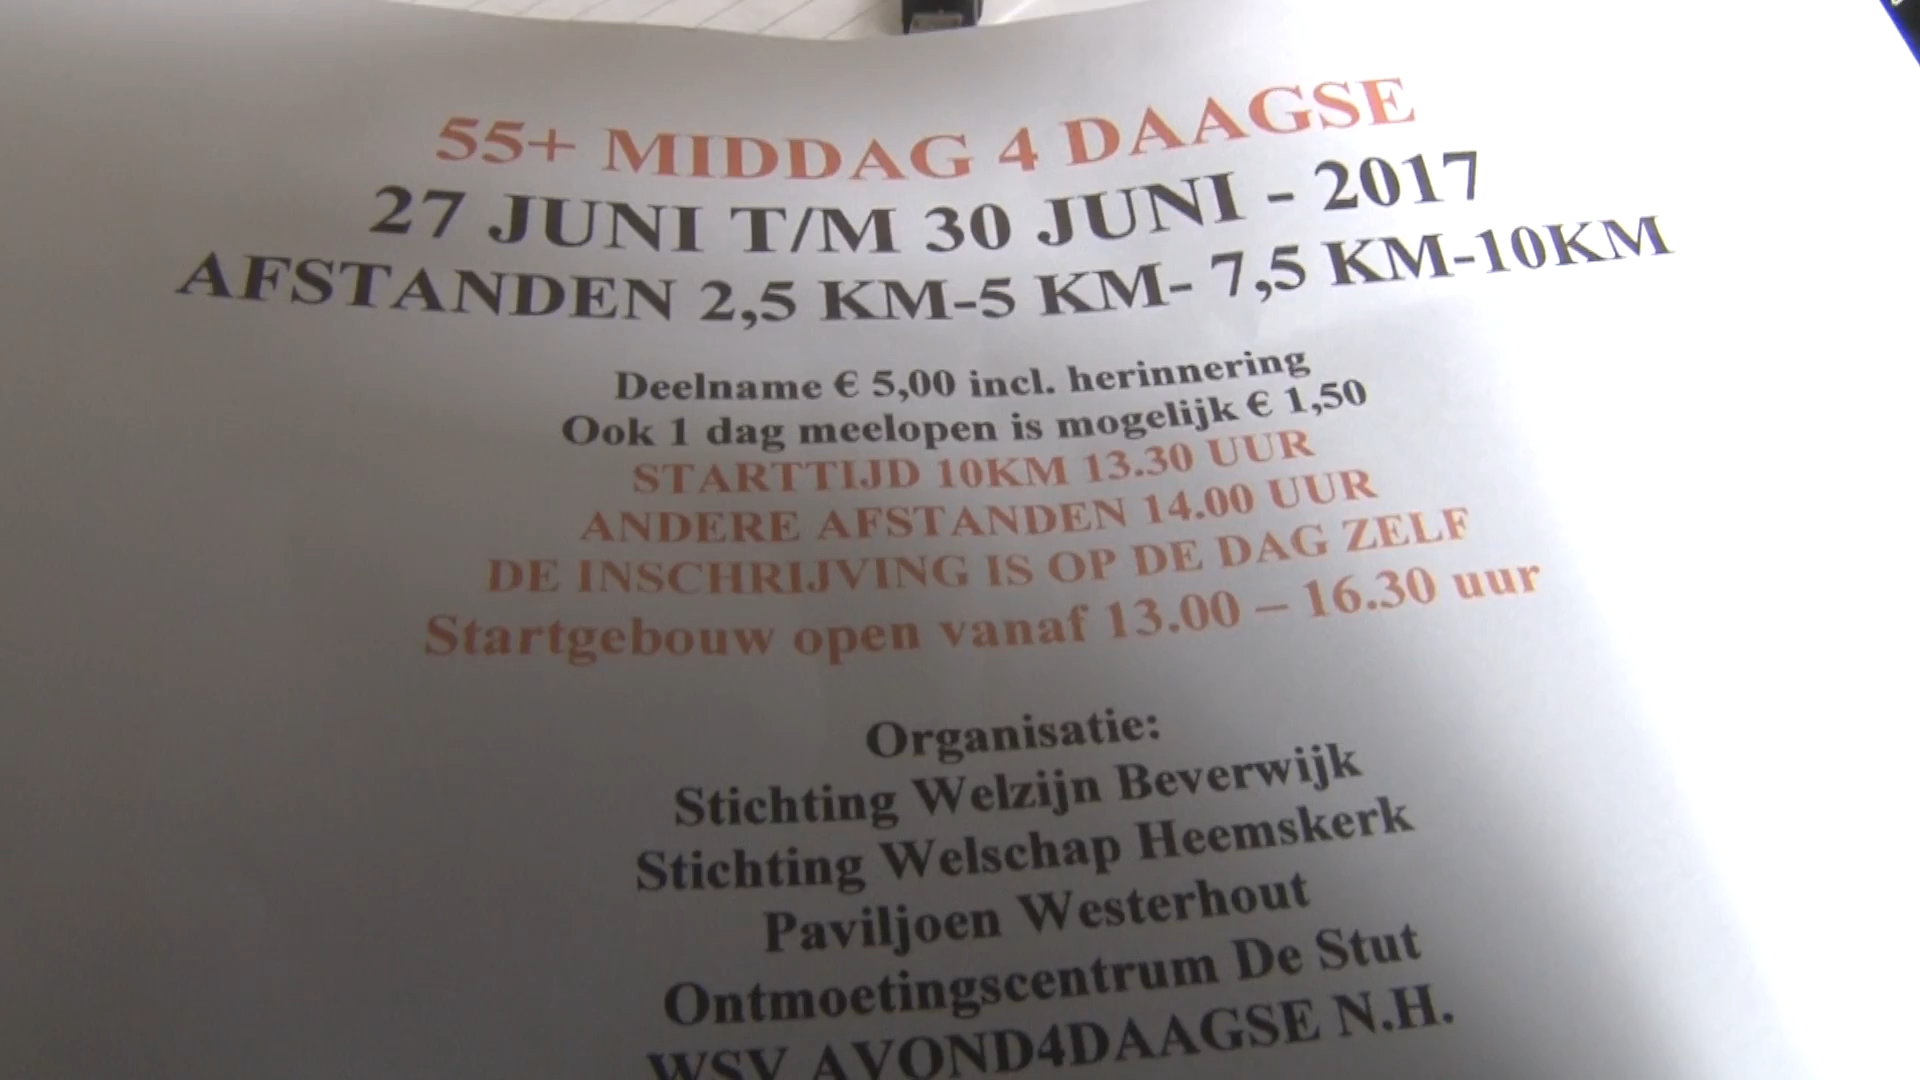 55+ MIDDAG 4 DAAGSE
27 JUNI T/M 30 JUNI - 2017
AFSTANDEN 2,5 KM-5 KM- 7,5 KM-10KM
Deelname € 5,00 incl. herinnering
Ook 1 dag meelopen is mogelijk € 1,50
STARTTIJD 10KM 13.30 UUR
ANDERE AFSTANDEN 14.00 UUR
DE INSCHRIJVING IS OP DE DAG ZELF
Startgebouw open vanaf 13.00 – 16.30 uur
Organisatie:
Stichting Welzijn Beverwijk
Stichting Welschap Heemskerk
Paviljoen Westerhout
Ontmoetingscentrum De Stut
WSV AVOND4DAAGSE N.H.